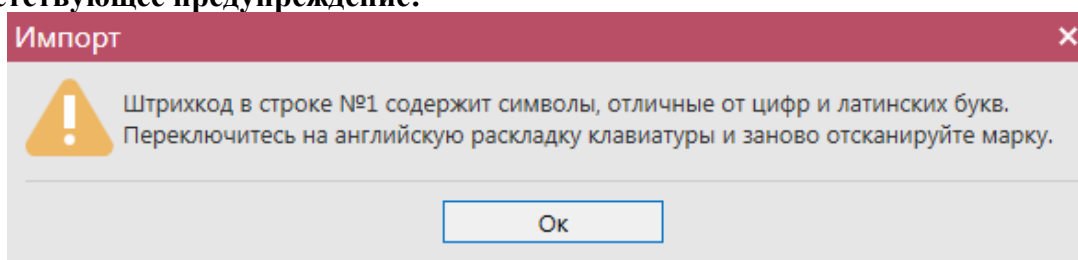 предупреждение:
Импорт
Штрихкод в строке №1 содержит символы, отличные от цифр и латинских букв.
Переключитесь на английскую раскладку клавиатуры и заново отсканируйте марку.
Ок